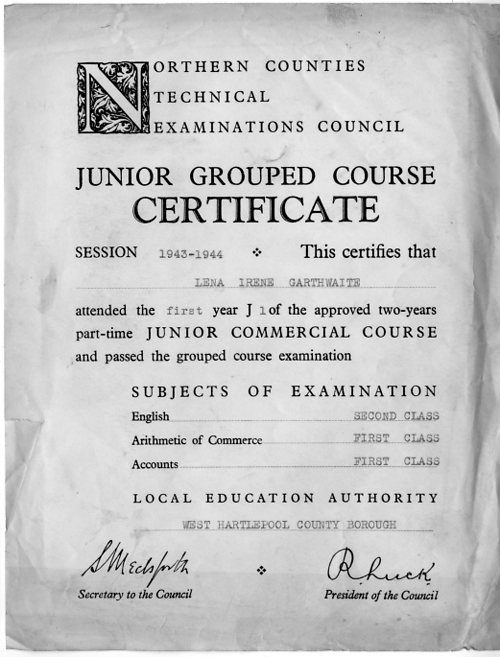 NORTHERN COUNTIES
TECHNICAL
EXAMINATIONS COUNCIL
JUNIOR GROUPED COURSE
CERTIFICATE
SESSION 1943-1944 This certifies that
LENA IRENE GARTHWAITE
attended the first year J 1 of the approved two-years
part-time JUNIOR COMMERCIAL COURSE
and passed the grouped course examination
SUBJECTS OF EXAMINATION
English SECOND CLASS
Arithmetic of Commerce FIRST CLASS
Accounts FIRST CLASS
LOCAL EDUCATION AUTHORITY
WEST HARTLEPOOL COUNTY BOROUGH
Secretary to the Council President of the Council